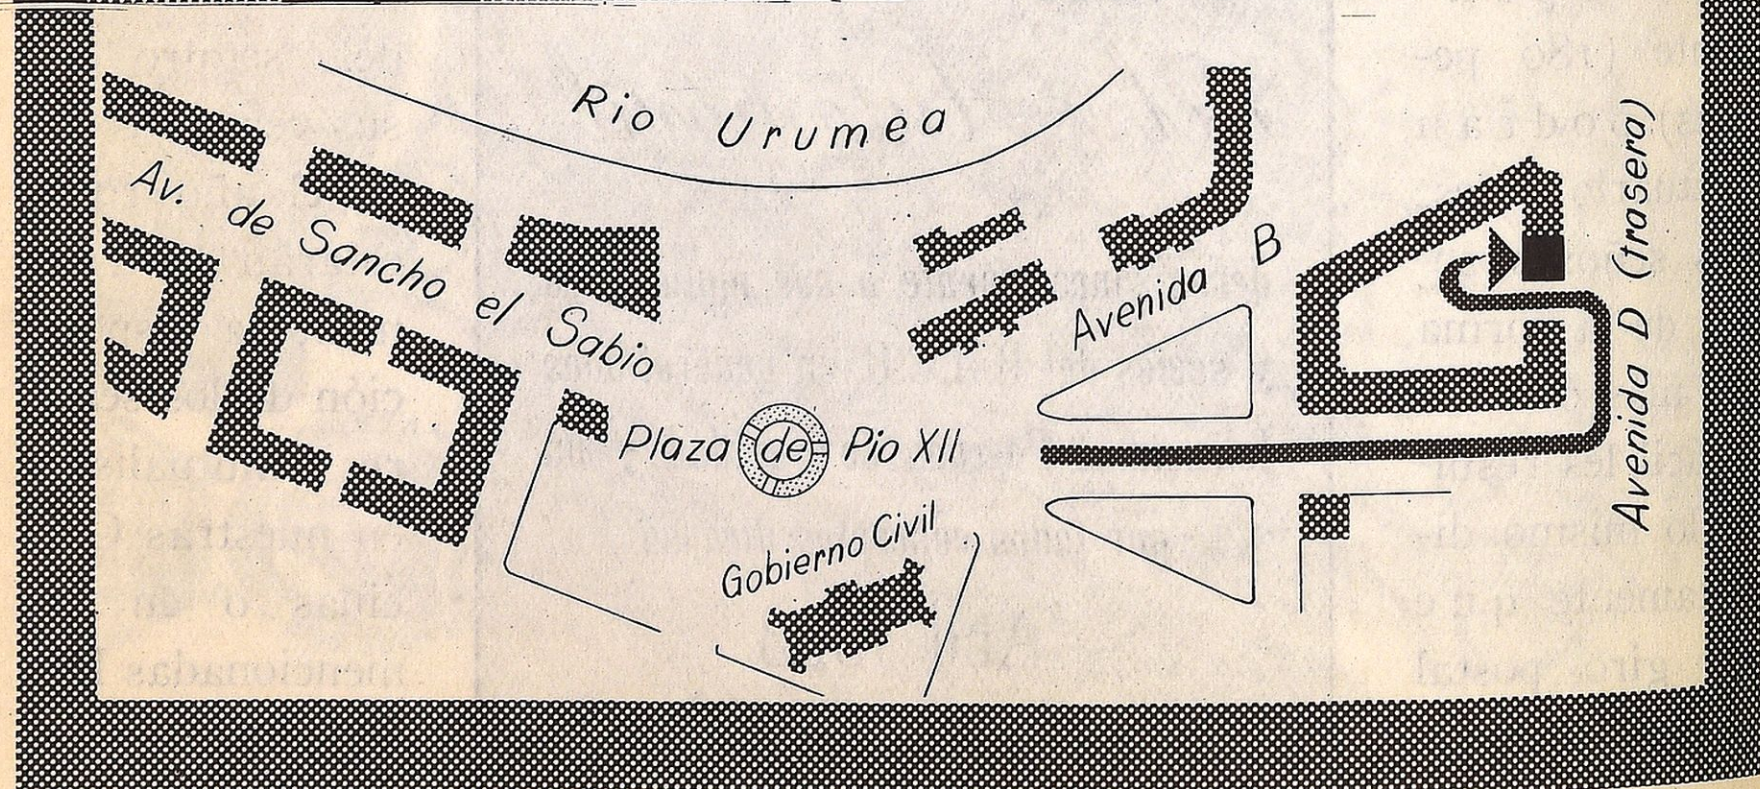 Rio Urumea
Av. de Sancho el Sabio
Avenida B
Plaza de Pio XII
Gobierno Civil
Avenida D (trasera)